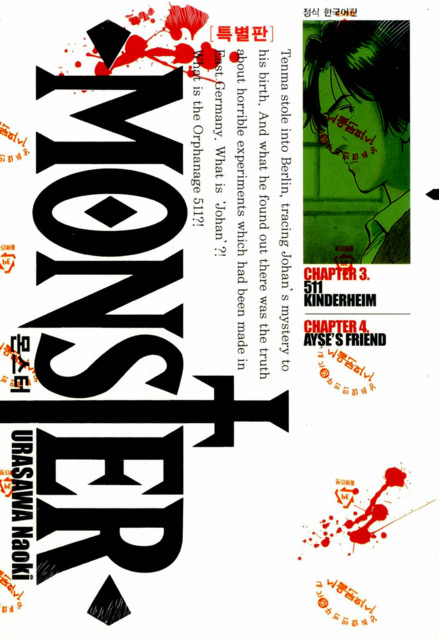 정식 한국어판
[특별판]
MONSTER
몬스터
URASAWA Naoki
Tenma stole into Berlin, tracing Johan's mystery to
his birth. And what he found out there was the truth
about horrible experiments which had been made in
East Germany. What is 'Johan'?!
What is the Orphanage 511?!
CHAPTER 3.
511
KINDERHEIM
CHAPTER 4.
AYSE'S FRIEND